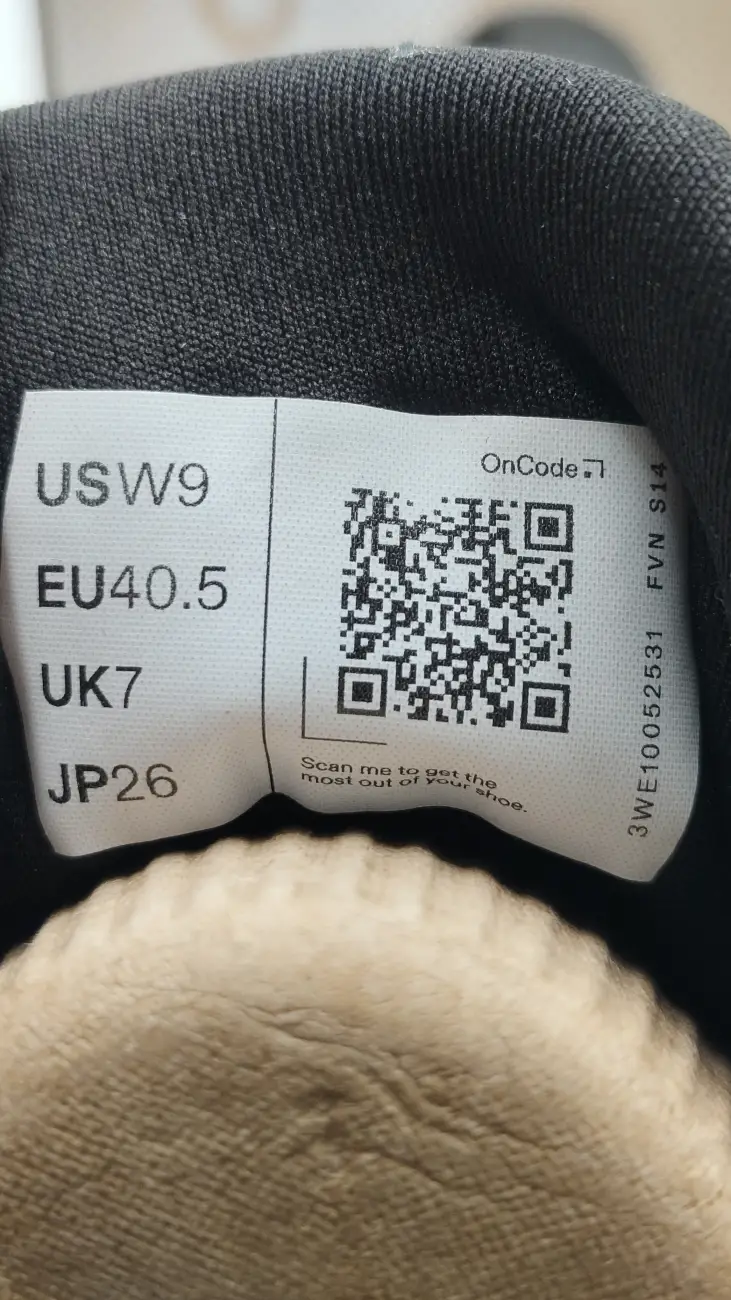 USW9
EU40.5
UK7
JP26
OnCode
Scan me to get the
most out of your shoe.
3WE10052531 FVN S14